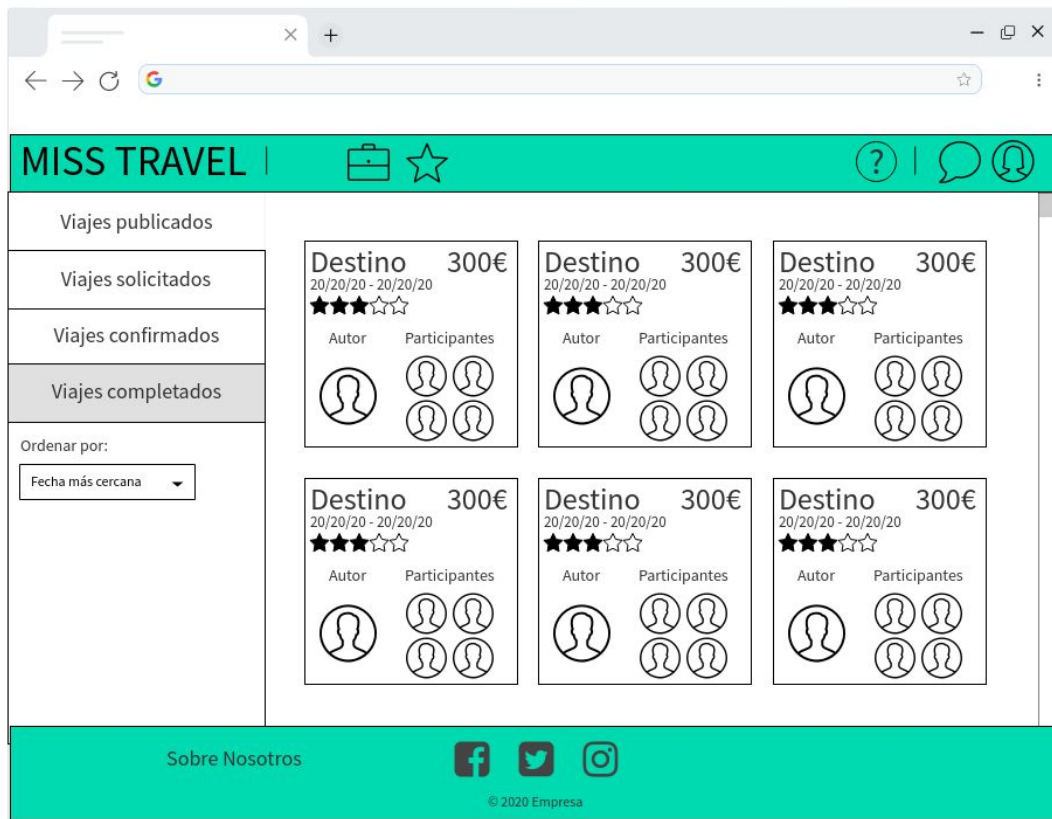 MISS TRAVEL
?
Viajes publicados
Viajes solicitados
Viajes confirmados
Viajes completados
Ordenar por:
Fecha más cercana
Destino 300€
20/20/20 - 20/20/20
Autor Participantes
Destino 300€
20/20/20 - 20/20/20
Autor Participantes
Destino 300€
20/20/20 - 20/20/20
Autor Participantes
Destino 300€
20/20/20 - 20/20/20
Autor Participantes
Destino 300€
20/20/20 - 20/20/20
Autor Participantes
Destino 300€
20/20/20 - 20/20/20
Autor Participantes
Sobre Nosotros
© 2020 Empresa